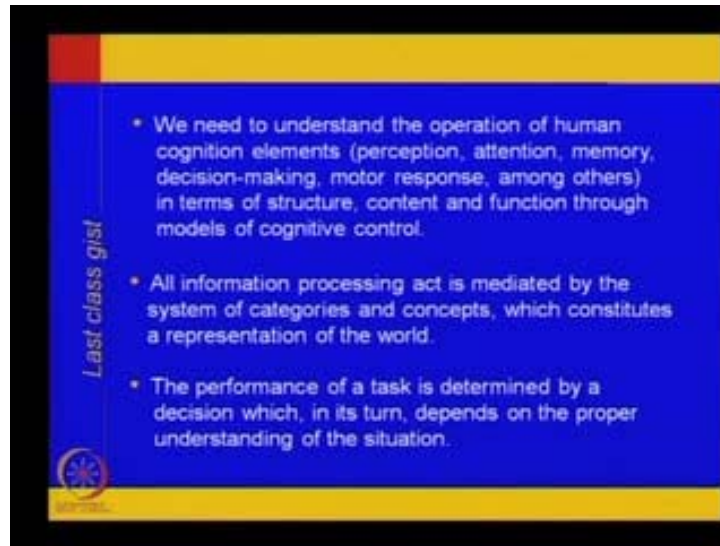 Last class gist
• We need to understand the operation of human
cognition elements (perception, attention, memory,
decision-making, motor response, among others)
in terms of structure, content and function through
models of cognitive control.
• All information processing act is mediated by the
system of categories and concepts, which constitutes
a representation of the world.
• The performance of a task is determined by a
decision which, in its turn, depends on the proper
understanding of the situation.